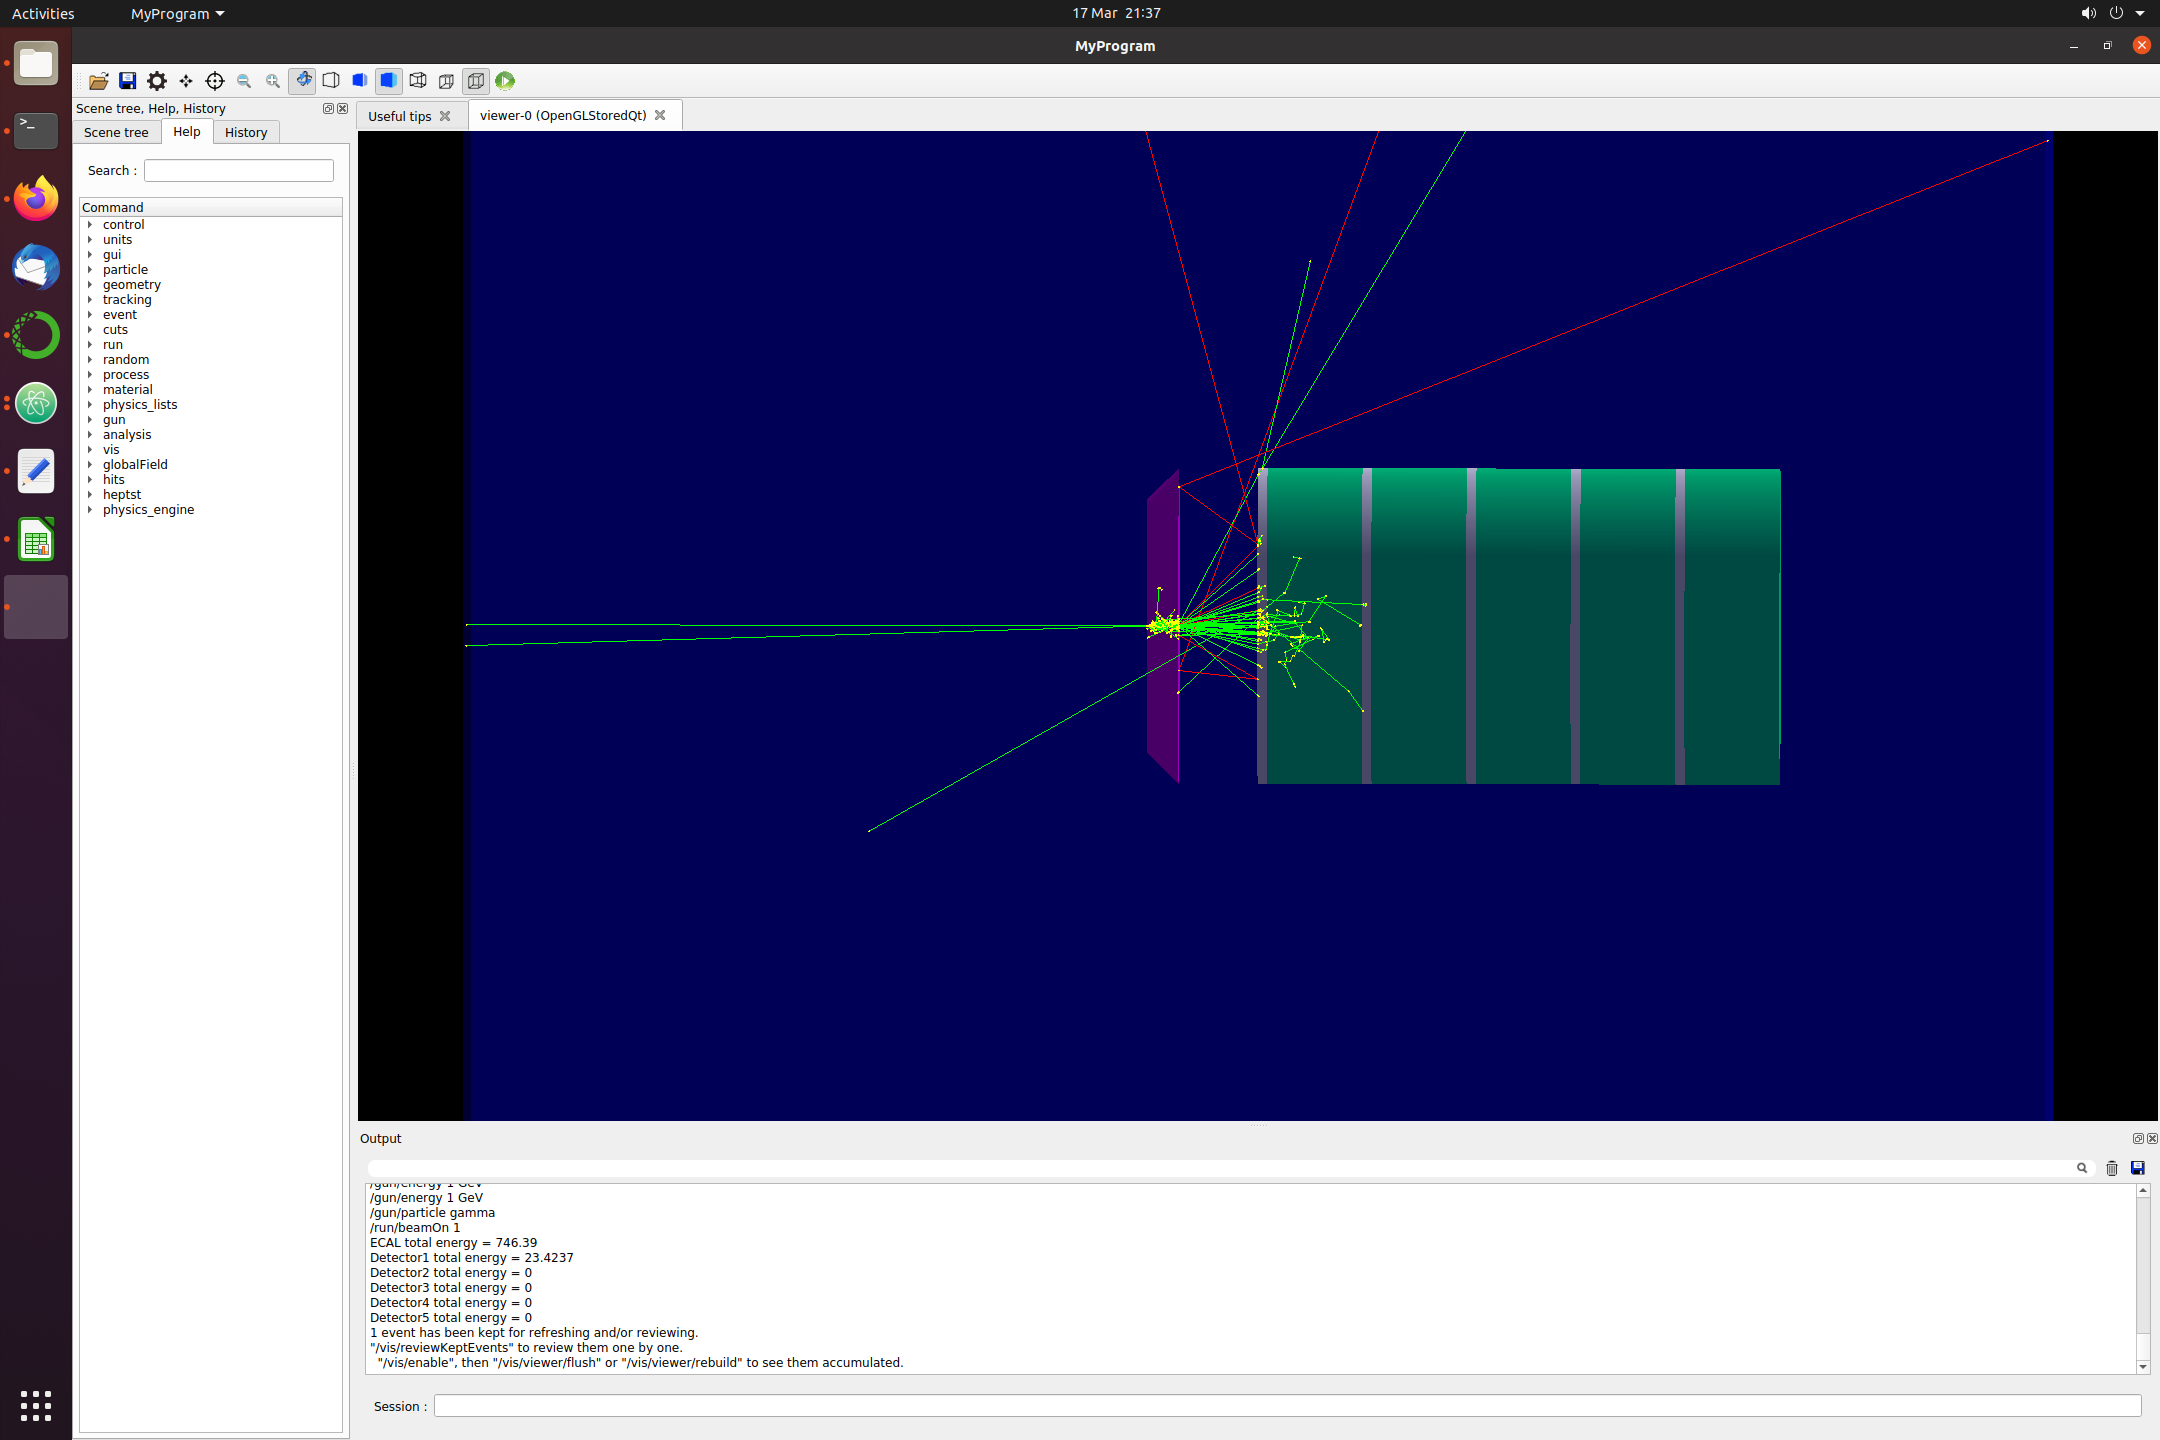 Activities
MyProgram
17 Mar 21:37
MyProgram
Scene tree, Help, History
Scene tree
Help
History
Search :
Command
control
units
gui
particle
geometry
tracking
event
cuts
run
random
process
material
physics_lists
gun
analysis
vis
globalField
hits
heptst
physics_engine
Useful tips
viewer-0 (OpenGLStoredQt)
Output
/gun/energy 1 GeV
/gun/energy 1 GeV
/gun/particle gamma
/run/beamOn 1
ECAL total energy = 746.39
Detector1 total energy = 23.4237
Detector2 total energy = 0
Detector3 total energy = 0
Detector4 total energy = 0
Detector5 total energy = 0
1 event has been kept for refreshing and/or reviewing.
"/vis/reviewKeptEvents" to review them one by one.
"/vis/enable", then "/vis/viewer/flush" or "/vis/viewer/rebuild" to see them accumulated.
Session :